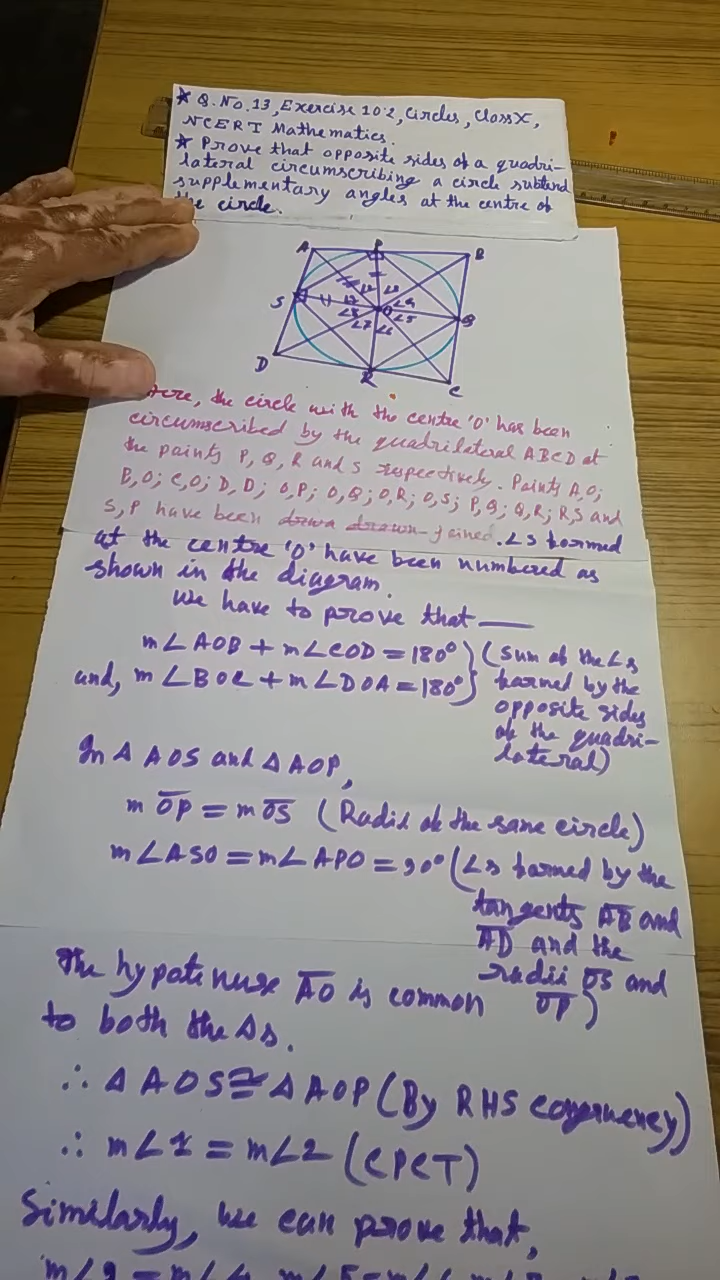 * Q. No. 13, Exercise 10.2, Circles, Class X,
NCERT Mathematics.
* Prove that opposite sides of a quadri-
lateral circumscribing a circle subtend
supplementary angles at the centre of
the circle.
A P B
S O Q
D R C
Here, the circle with the centre 'O' has been
circumscribed by the quadrilateral ABCD at
the points P, Q, R and S respectively. Points A,O;
B,O; C,O; D,D; O,P; O,Q; O,R; O,S; P,Q; Q,R; R,S and
S,P have been joined. ∠s formed
at the centre 'O' have been numbered as
shown in the diagram.
We have to prove that —
m∠AOB + m∠COD = 180° (Sum of the ∠s
and, m∠BOC + m∠DOA = 180° formed by the
opposite sides
of the quadri-
lateral)
In Δ AOS and Δ AOP,
m OP = m OS (Radii of the same circle)
m∠ASO = m∠APO = 90° (∠s formed by the
tangents AB and
AD and the
radii OS and
OP)
The hypotenuse AO is common
to both the Δs.
∴ Δ AOS ≅ Δ AOP (By RHS congruency)
∴ m∠1 = m∠2 (CPCT)
Similarly, we can prove that,